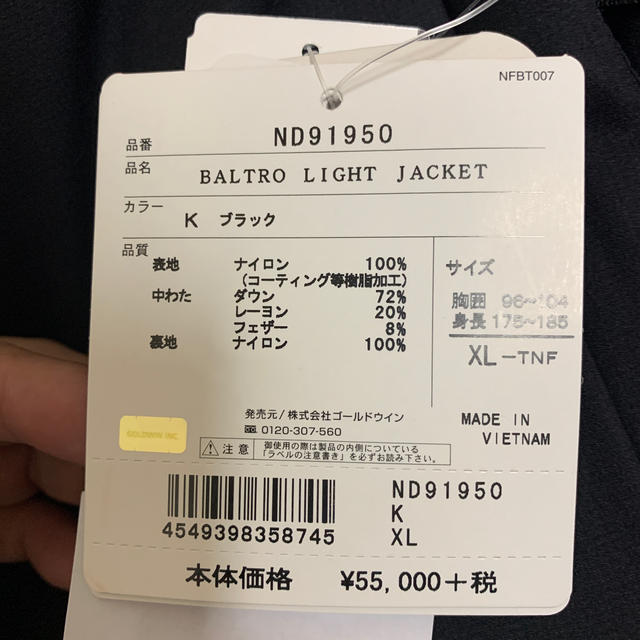 NFBT007
品番 ND91950
品名 BALTRO LIGHT JACKET
カラー K ブラック
品質
表地 ナイロン 100%
(コーティング等樹脂加工)
中わた ダウン 72%
レーヨン 20%
フェザー 8%
裏地 ナイロン 100%
サイズ
胸囲 96~104
身長 175~185
XL-TNF
発売元/株式会社ゴールドウイン
0120-307-560
MADE IN
VIETNAM
GOLDWIN INC.
注意 御使用の際は製品の内側についている
「ラベルの注意書き」を必ずお読み下さい。
ND91950
K
XL
4549398358745
本体価格 ¥55,000+税